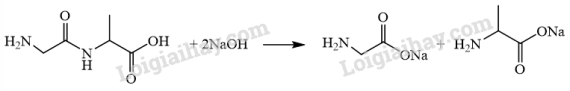 H₂N O N H OH O + 2NaOH ⟶ H₂N O ONa + H₂N ONa O
Loigiaihay.com Loigiaihay.com